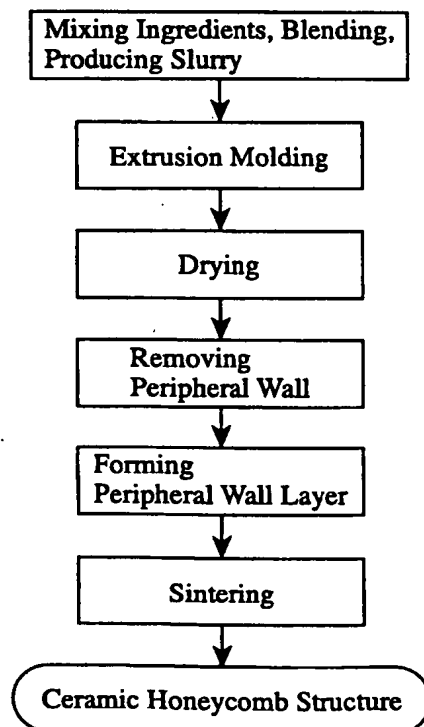 Mixing Ingredients, Blending,
Producing Slurry
Extrusion Molding
Drying
Removing
Peripheral Wall
Forming
Peripheral Wall Layer
Sintering
Ceramic Honeycomb Structure